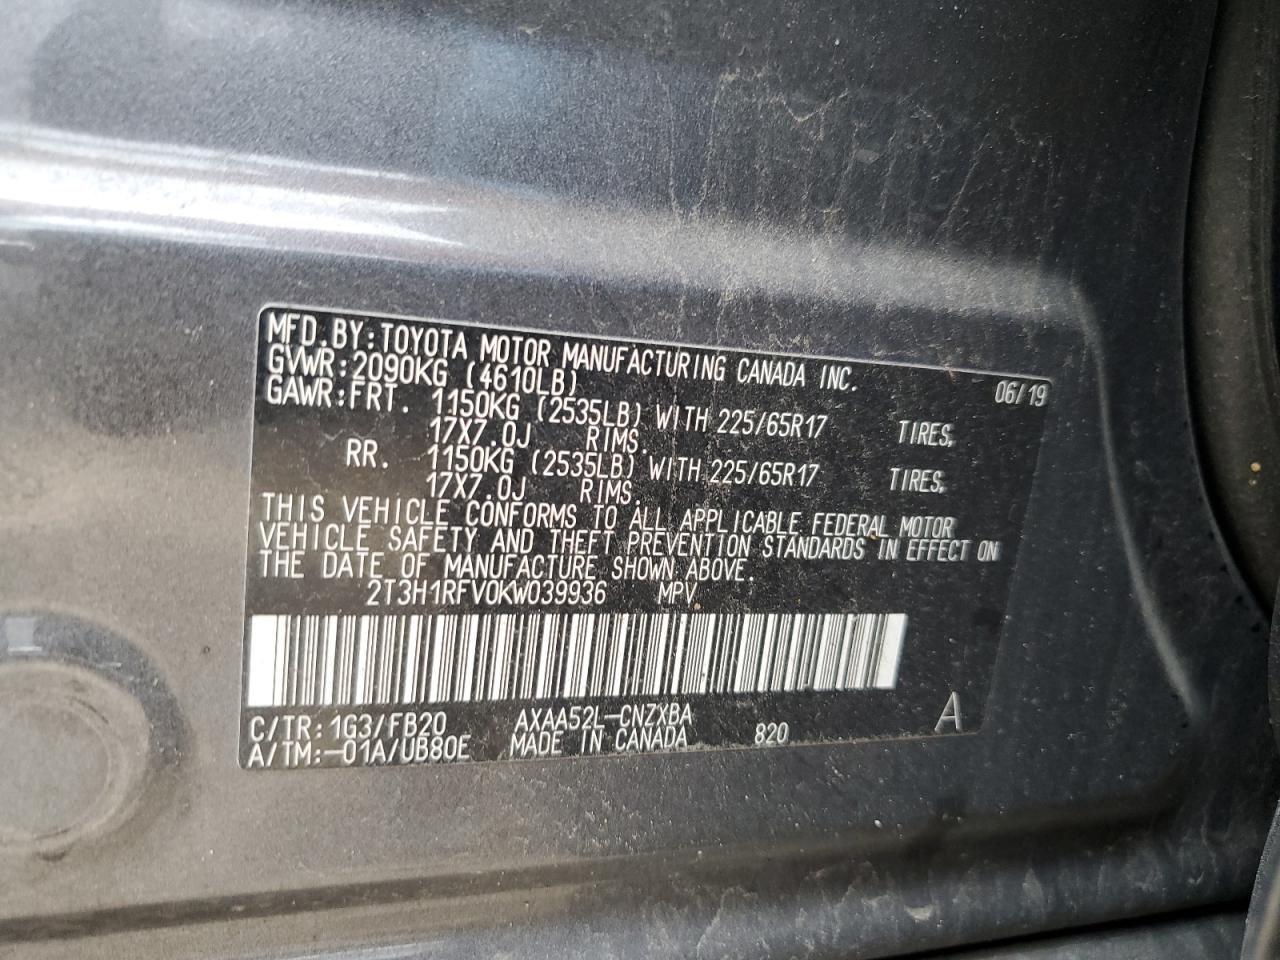 MFD.BY:TOYOTA MOTOR MANUFACTURING CANADA INC.
GVWR:2090KG (4610LB) 06/19
GAWR:FRT. 1150KG (2535LB) WITH 225/65R17 TIRES,
17X7.0J RIMS.
RR. 1150KG (2535LB) WITH 225/65R17 TIRES,
17X7.0J RIMS.
THIS VEHICLE CONFORMS TO ALL APPLICABLE FEDERAL MOTOR
VEHICLE SAFETY AND THEFT PREVENTION STANDARDS IN EFFECT ON
THE DATE OF MANUFACTURE SHOWN ABOVE.
2T3H1RFV0KW039936 MPV
C/TR:1G3/FB20 AXAA52L-CNZXBA A
A/TM:-01A/UB80E MADE IN CANADA 820